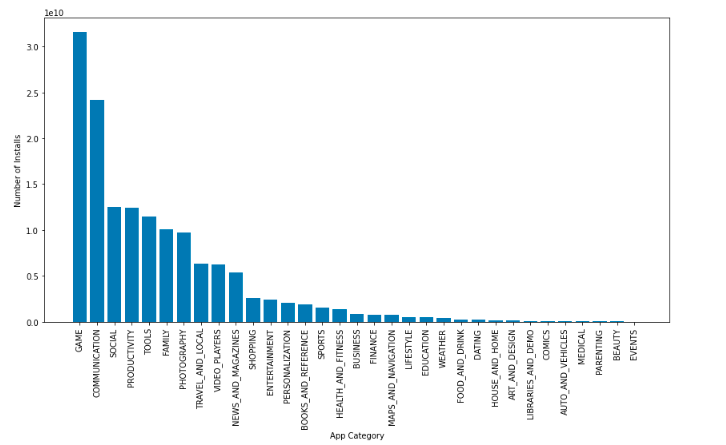 1e10
3.0
2.5
2.0
1.5
1.0
0.5
0.0
Number of Installs
GAME
COMMUNICATION
SOCIAL
PRODUCTIVITY
TOOLS
FAMILY
PHOTOGRAPHY
TRAVEL_AND_LOCAL
VIDEO_PLAYERS
NEWS_AND_MAGAZINES
SHOPPING
ENTERTAINMENT
PERSONALIZATION
BOOKS_AND_REFERENCE
SPORTS
HEALTH_AND_FITNESS
BUSINESS
FINANCE
MAPS_AND_NAVIGATION
LIFESTYLE
EDUCATION
WEATHER
FOOD_AND_DRINK
DATING
HOUSE_AND_HOME
ART_AND_DESIGN
LIBRARIES_AND_DEMO
COMICS
AUTO_AND_VEHICLES
MEDICAL
PARENTING
BEAUTY
EVENTS
App Category